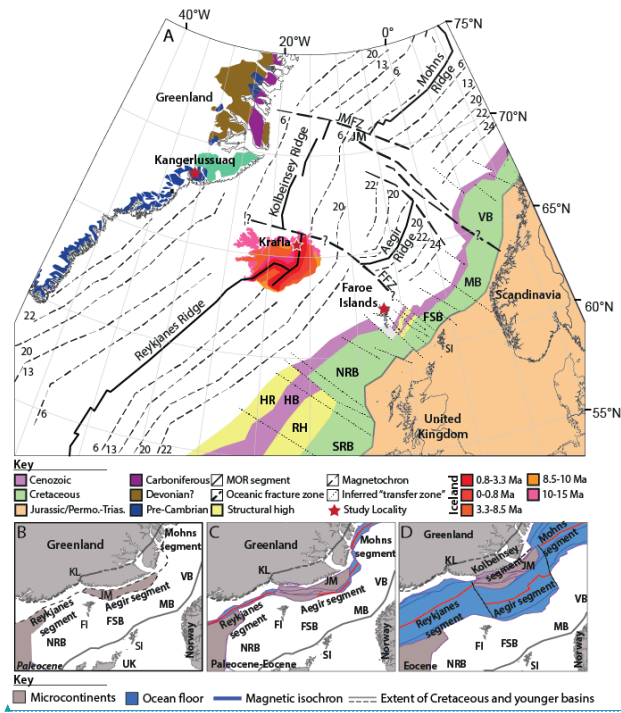 40°W
20°W
0°
75°N
A
20
13
6
Mohns
Ridge
20
13
6
Greenland
70°N
6
JMFZ
6
JM
22
24
Kangerlussuaq
Kolbeinsey Ridge
22
20
20
65°N
VB
?
Krafla
?
Aegir
Ridge
22
24
?
MB
FFZ
Scandinavia
Faroe
Islands
60°N
22
Reykjanes Ridge
FSB
SI
20
13
NRB
HR
HB
United
Kingdom
6
RH
55°N
6
13
20
22
SRB
Key
Cenozoic
Cretaceous
Jurassic/Permo.-Trias.
Carboniferous
Devonian?
Pre-Cambrian
MOR segment
Oceanic fracture zone
Structural high
Magnetochron
Inferred "transfer zone"
Study Locality
Iceland
0.8-3.3 Ma
0-0.8 Ma
3.3-8.5 Ma
8.5-10 Ma
10-15 Ma
B
Greenland
Mohns
segment
KL
JM
Reykjanes
segment
Aegir segment
VB
FI
FSB
MB
NRB
SI
Norway
Paleocene
UK
C
Greenland
Mohns
segment
KL
JM
Reykjanes
segment
Aegir segment
VB
FI
FSB
MB
NRB
SI
Norway
Paleocene-Eocene
D
Greenland
Mohns
segment
Kolbeinsey
segment
KL
JM
Reykjanes
segment
Aegir segment
VB
FI
FSB
MB
Eocene
NRB
SI
Norway
Key
Microcontinents
Ocean floor
Magnetic isochron
Extent of Cretaceous and younger basins